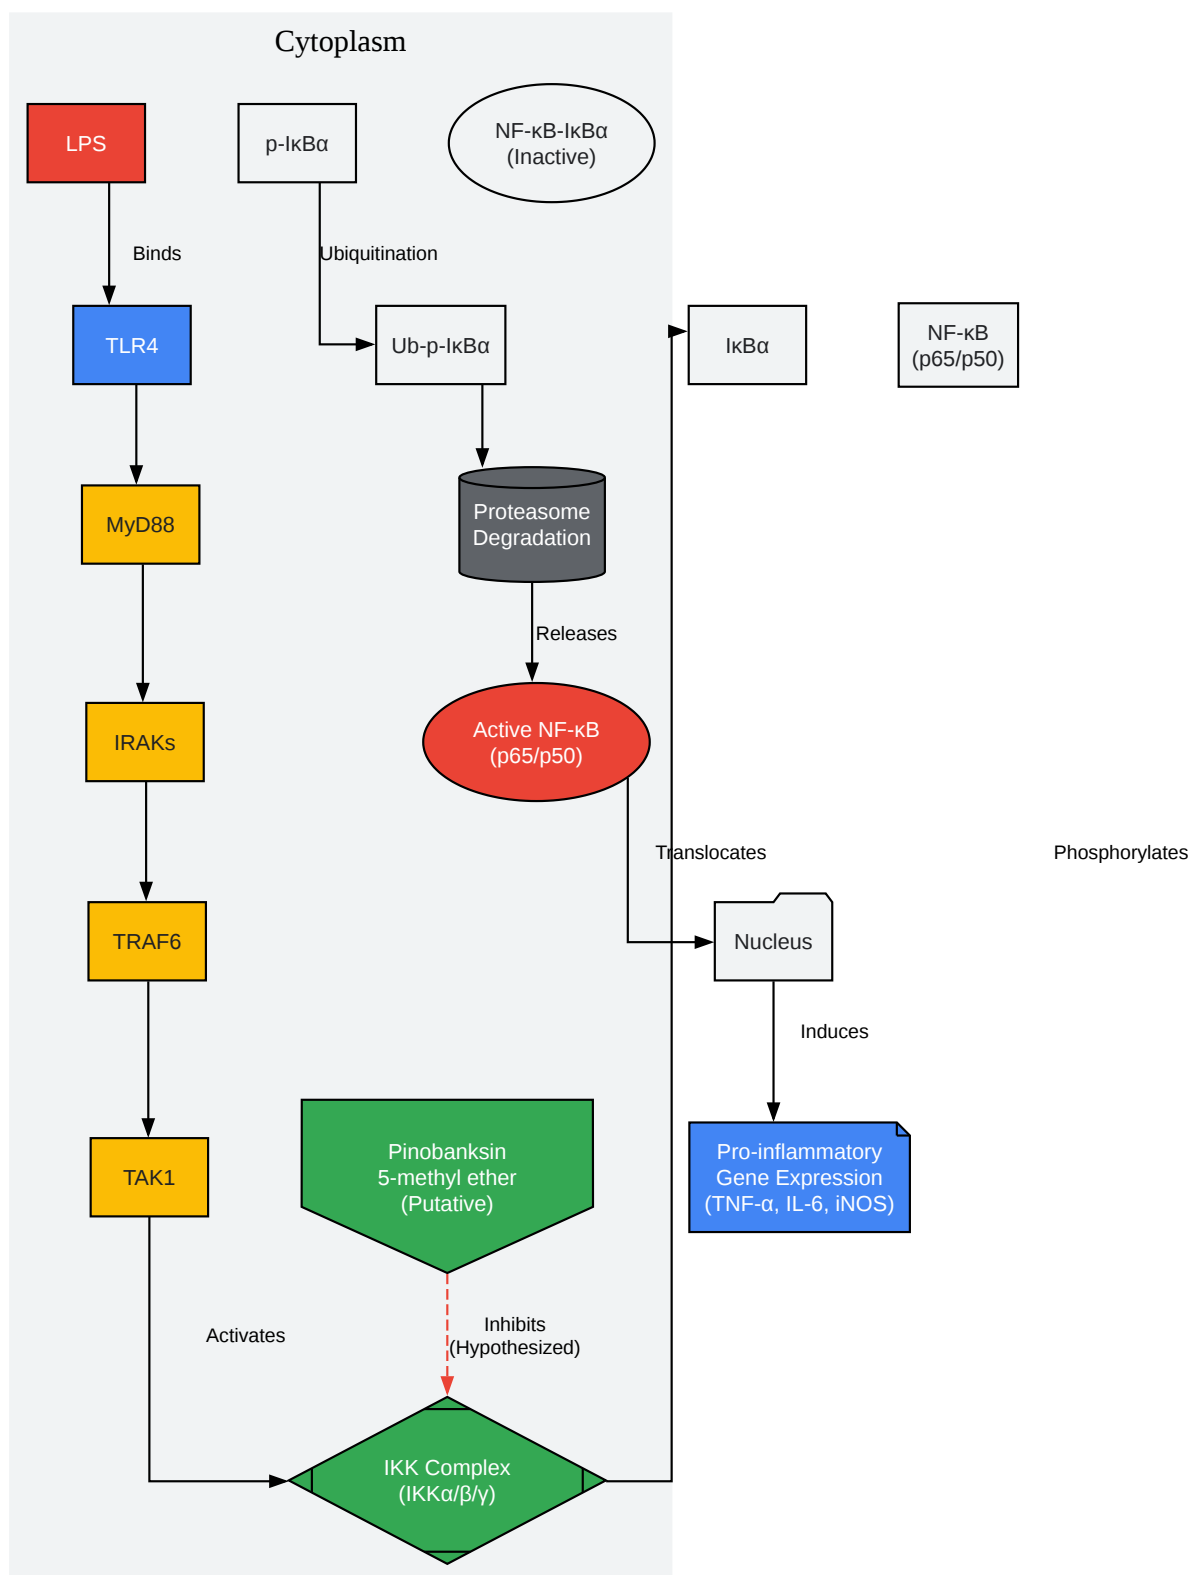 Cytoplasm
LPS
p-IκBα
NF-κB-IκBα
(Inactive)
Binds
Ubiquitination
TLR4
Ub-p-IκBα
IκBα
NF-κB
(p65/p50)
MyD88
Proteasome
Degradation
Releases
IRAKs
Active NF-κB
(p65/p50)
Translocates
Phosphorylates
TRAF6
Nucleus
Induces
TAK1
Pinobanksin
5-methyl ether
(Putative)
Pro-inflammatory
Gene Expression
(TNF-α, IL-6, iNOS)
Activates
Inhibits
(Hypothesized)
IKK Complex
(IKKα/β/γ)